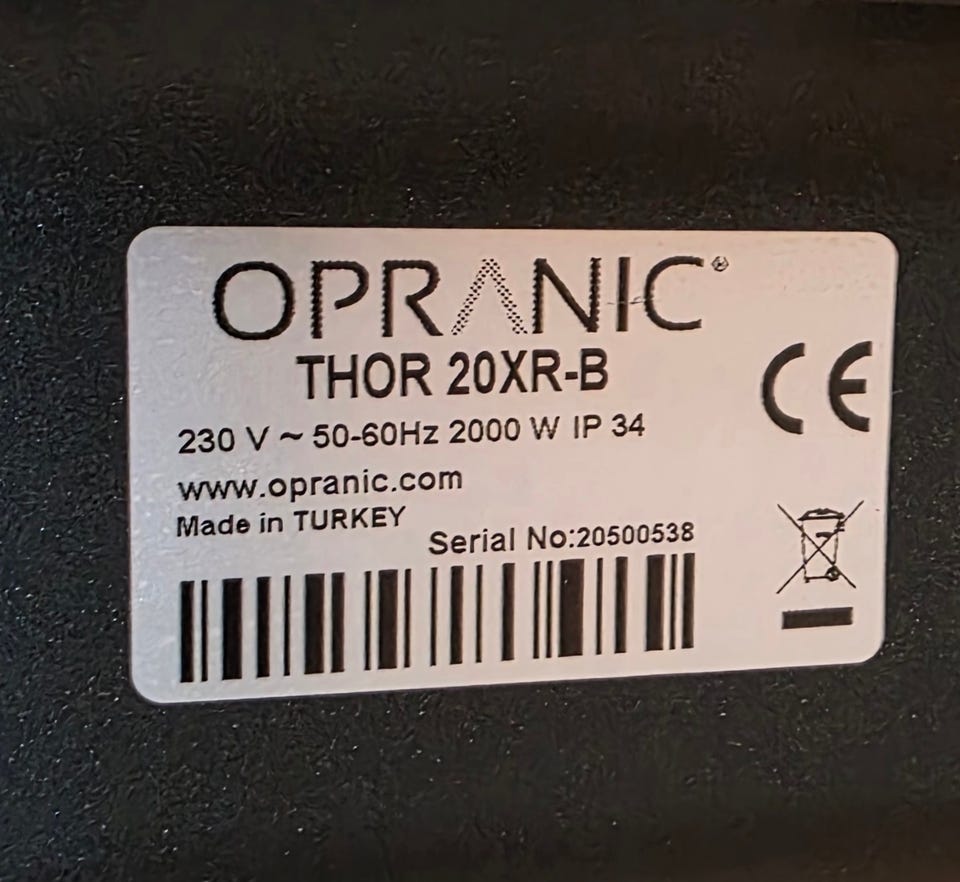 OPRANIC®
THOR 20XR-B
CE
230 V ~ 50-60Hz 2000 W IP 34
www.opranic.com
Made in TURKEY
Serial No:20500538